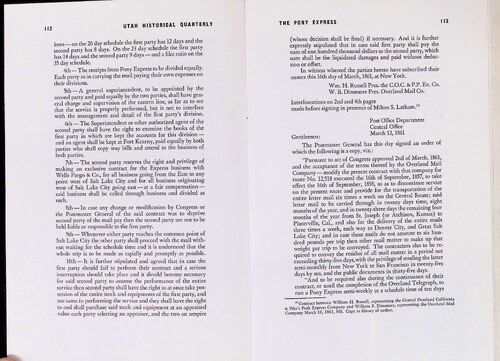 112 UTAH HISTORICAL QUARTERLY
lows — on the 20 day schedule the first party has 12 days and the
second party has 8 days. On the 23 day schedule the first party
has 14 days and the second party 9 days — and a like ratio on the
35 days schedule.
4th — The receipts from Pony Express to be divided equally.
Each party as in carrying the mail paying their own expenses on
their divisions.
5th — A general superintendent, to be appointed by the
second party and paid equally by the two parties, shall have gen-
eral charge and supervision of the eastern line, as far as to see
that the service is properly performed, but is not to interfere
with the management and detail of the first party's division.
6th — The Superintendent or other authorized agent of the
second party shall have the right to examine the books of the
first party in which are kept the accounts for this division —
and an agent shall be kept at Fort Kearny, paid equally by both
parties who shall copy way bills and attend to the business of
both parties.
7th — The second party reserves the right and privilege of
making an exclusive contract for the Express business with
Wells Fargo & Co., for all business going from the East to any
point west of Salt Lake City and for all business originating
west of Salt Lake City going east — at a fair compensation —
said business shall be called through business and divided as
such.
8th — In case any change or modification by Congress or
the Postmaster General of the said contract was to deprive
second party of the mail pay then the second party are not to be
held liable or responsible to the first party.
9th — Whichever either party reaches the common point of
Salt Lake City the other party shall proceed with the mail with-
out waiting for the schedule time and it is understood that the
whole trip is to be made as rapidly and promptly as possible.
10th — It is further stipulated and agreed that in case the
first party should fail to perform their contract and a serious
interruption should take place and it should become necessary
for said second party to assume the performance of the entire
service then second party shall have the right to at once take pos-
session of the entire stock and equipments of the first party, and
use same in performing the service and they shall have the right
to and shall purchase said stock and equipment at an appraised
value each party selecting an appraiser, and the two an umpire
THE PONY EXPRESS 113
(whose decision shall be final) if necessary. And it is further
expressly stipulated that in case said first party shall pay the
sum of one hundred thousand dollars to the second party, which
sum shall be the liquidated damages and paid without deduc-
tion or offset.
In witness whereof the parties hereto have subscribed their
names this 16th day of March, 1861, at New York.
Wm. H. Russell Pres. the C.O.C & P.P. Ex. Co.
W. B. Dinsmore Pres. Overland Mail Co.
Interlineations on 2nd and 4th pages
made before signing in presence of Milton S. Latham.
Post Office Department
Central Office
March 12, 1861
Gentlemen:
The Postmaster General has this day signed an order of
which the following is a copy, viz.:
"Pursuant to act of Congress approved 2nd of March, 1861,
and the acceptance of the terms thereof by the Overland Mail
Company — modify the present contract with that company for
route No. 12,578 executed the 16th of September, 1857, to take
effect the 16th September, 1858, so as to discontinue service
on the present route and provide for the transportation of the
entire letter mail six times a week on the Central Route; said
letter mail to be carried through in twenty days time, eight
months of the year, and in twenty-three days the remaining four
months of the year from St. Joseph (or Atchison, Kansas) to
Placerville, Cal., and also for the delivery of the entire mails
three times a week, each way to Denver City, and Great Salt
Lake City; and in case these mails do not amount to six hun-
dred pounds per trip then other mail matter to make up that
weight per trip to be conveyed. The contractors also to be re-
quired to convey the residue of all mail matter in a period not
exceeding thirty-five days, with the privilege of sending the latter
semi-monthly from New York to San Francisco in twenty-five
days by sea, and the public documents in thirty-five days.
"And to be required also during the continuance of their
contract, or until the completion of the Overland Telegraph, to
run a Pony Express semi-weekly at a schedule time of ten days
Contract between William H. Russell, representing the Central Overland California
& Pike's Peak Express Company and William B. Dinsmore, representing the Overland Mail
Company March 16, 1861, MS. Copy in library of author.